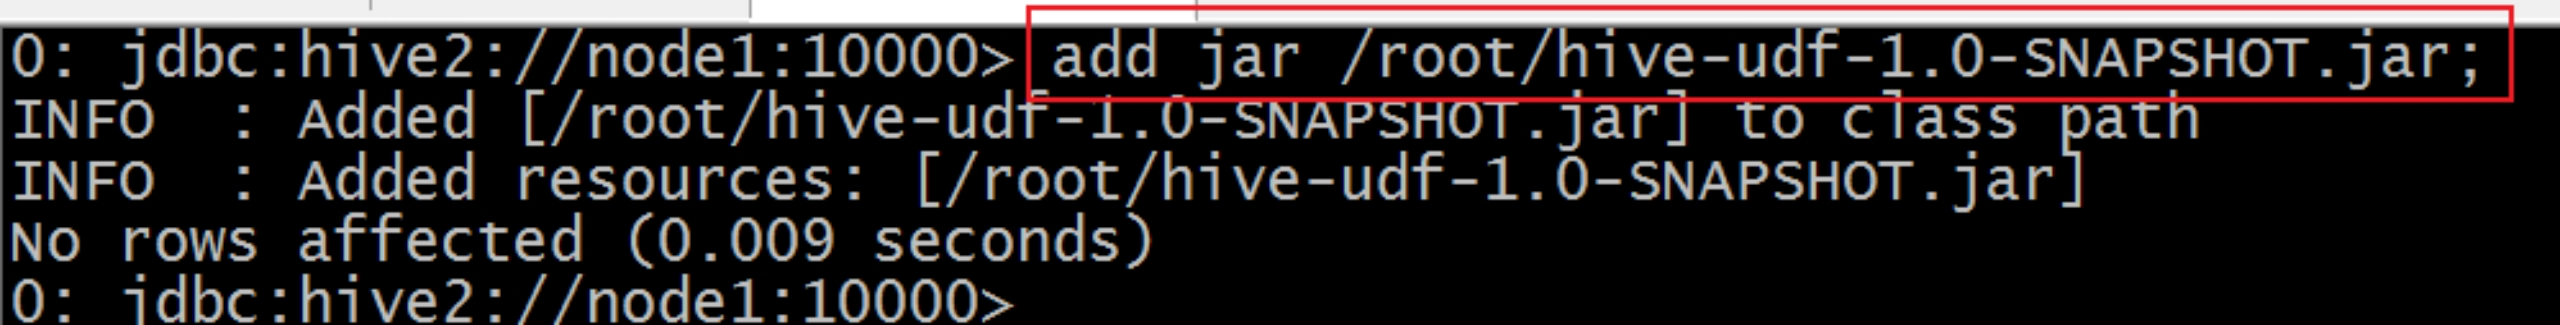 0: jdbc:hive2://node1:10000> add jar /root/hive-udf-1.0-SNAPSHOT.jar;
INFO  : Added [/root/hive-udf-1.0-SNAPSHOT.jar] to class path
INFO  : Added resources: [/root/hive-udf-1.0-SNAPSHOT.jar]
No rows affected (0.009 seconds)
0: jdbc:hive2://node1:10000>